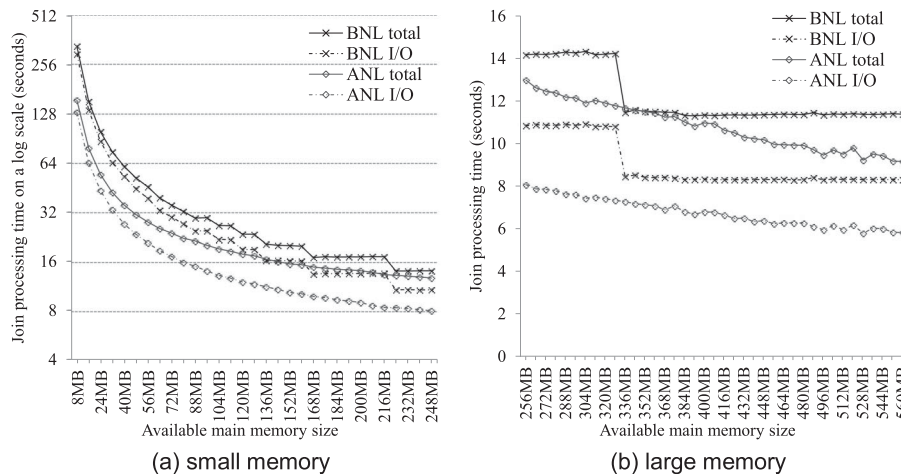 Join processing time on a log scale (seconds)
512
256
128
64
32
16
8
4
BNL total
BNL I/O
ANL total
ANL I/O
8MB
24MB
40MB
56MB
72MB
88MB
104MB
120MB
136MB
152MB
168MB
184MB
200MB
216MB
232MB
248MB
Available main memory size
(a) small memory
Join processing time (seconds)
16
14
12
10
8
6
4
2
0
BNL total
BNL I/O
ANL total
ANL I/O
256MB
272MB
288MB
304MB
320MB
336MB
352MB
368MB
384MB
400MB
416MB
432MB
448MB
464MB
480MB
496MB
512MB
528MB
544MB
560MB
Available main memory size
(b) large memory